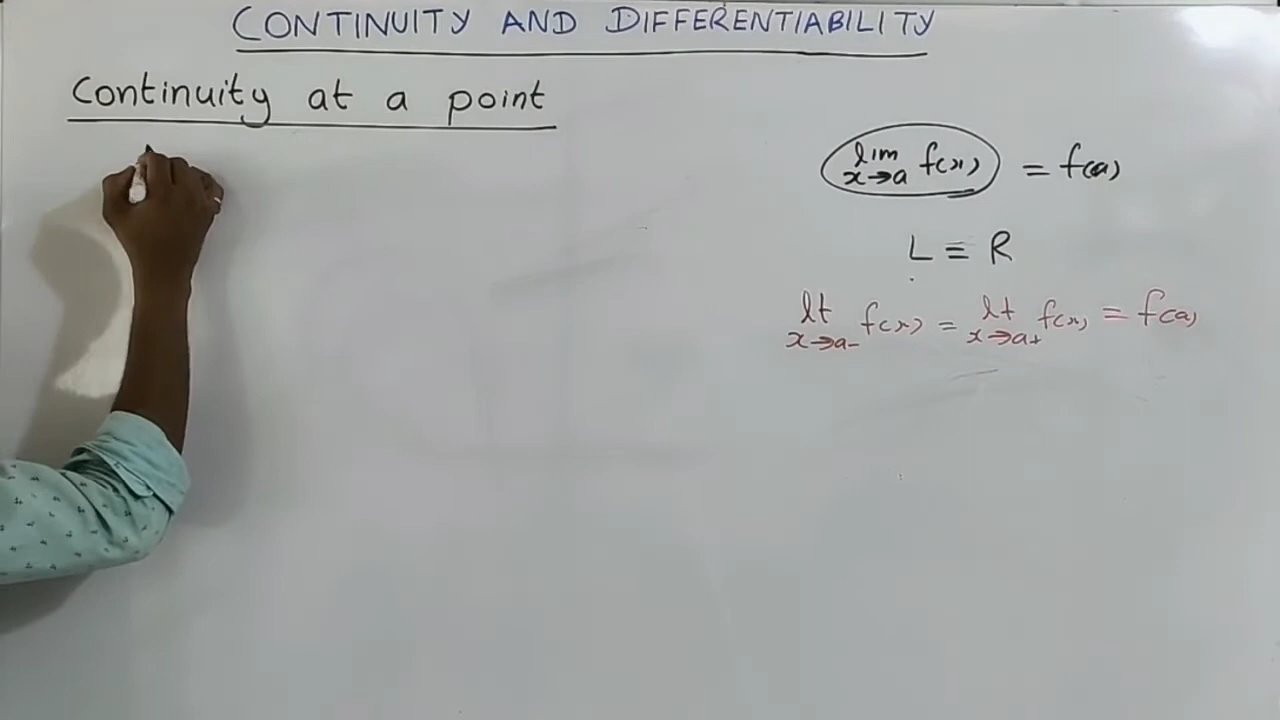 CONTINUITY AND DIFFERENTIABILITY
Continuity at a point
lim x→a f(x) = f(a)
L = R
lt x→a- f(x) = lt x→a+ f(x) = f(a)